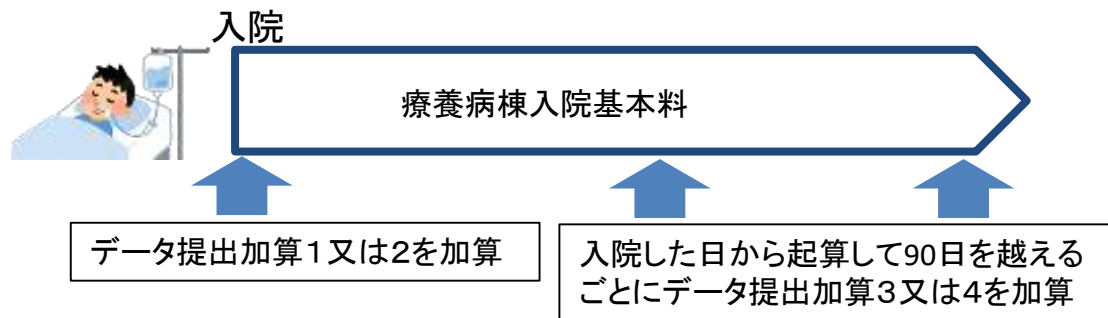 入院
療養病棟入院基本料
データ提出加算1又は2を加算
入院した日から起算して90日を越える
ごとにデータ提出加算3又は4を加算